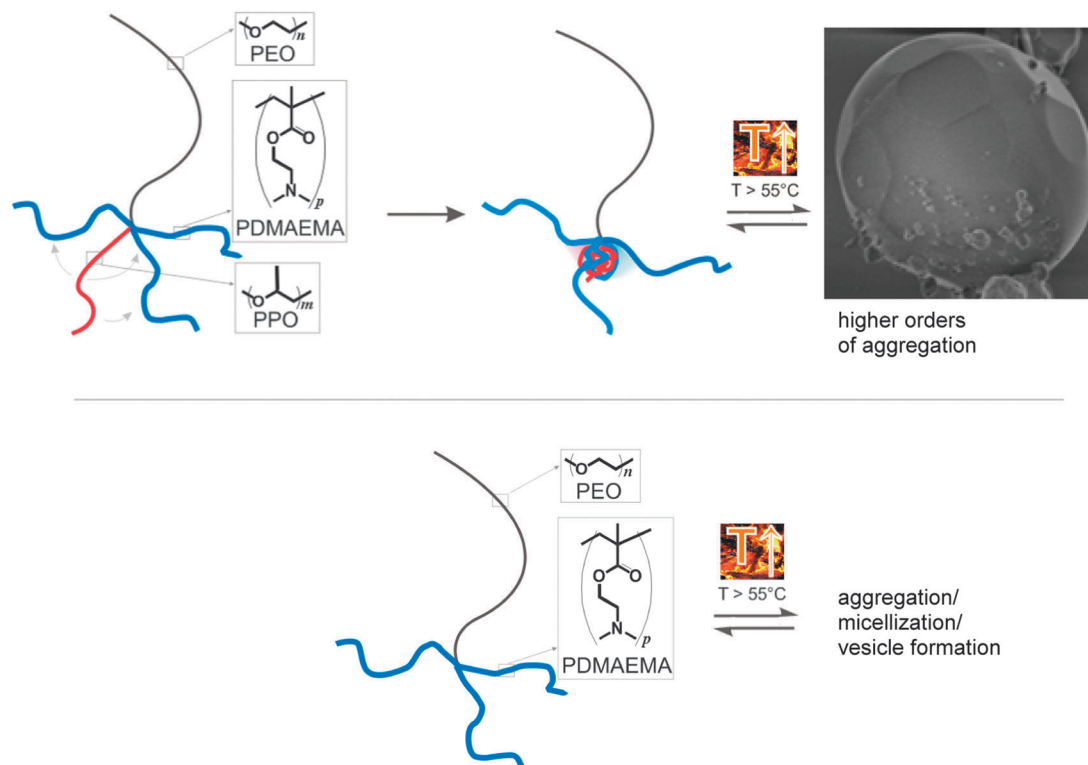 O
n
PEO
O
O
N
p
PDMAEMA
O
m
PPO
T
T > 55°C
higher orders
of aggregation
O
n
PEO
O
O
N
p
PDMAEMA
T
T > 55°C
aggregation/
micellization/
vesicle formation